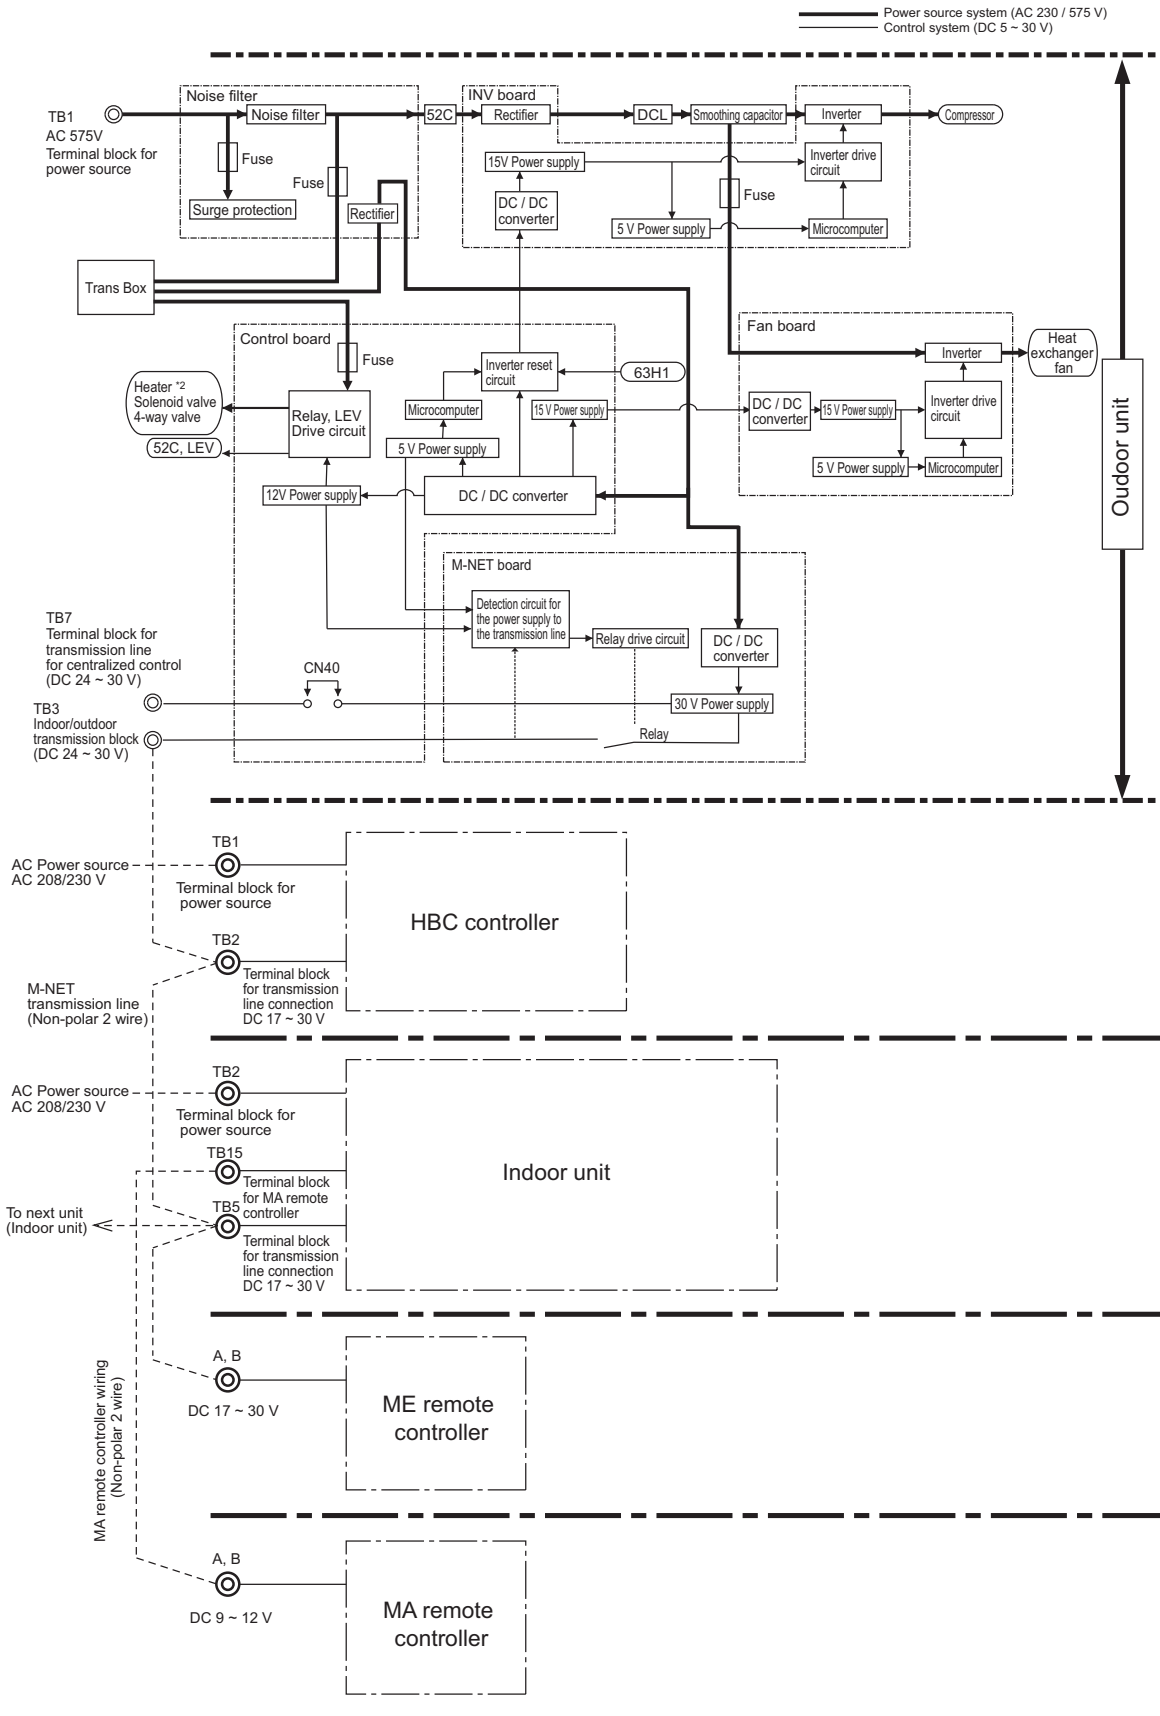 Power source system (AC 230 / 575 V)
Control system (DC 5 ~ 30 V)
Noise filter
INV board
TB1
AC 575V
Terminal block for
power source
Noise filter
52C
Rectifier
DCL
Smoothing capacitor
Inverter
Compressor
Fuse
Fuse
Surge protection
Rectifier
15V Power supply
DC / DC
converter
Fuse
5 V Power supply
Inverter drive
circuit
Microcomputer
Trans Box
Control board
Fuse
Fan board
Inverter
Heat
exchanger
fan
Inverter reset
circuit
63H1
Heater *2
Solenoid valve
4-way valve
52C, LEV
Relay, LEV
Drive circuit
Microcomputer
15 V Power supply
5 V Power supply
12V Power supply
DC / DC converter
DC / DC
converter
15 V Power supply
Inverter drive
circuit
5 V Power supply
Microcomputer
Oudoor unit
M-NET board
Detection circuit for
the power supply to
the transmission line
Relay drive circuit
DC / DC
converter
30 V Power supply
Relay
TB7
Terminal block for
transmission line
for centralized control
(DC 24 ~ 30 V)
CN40
TB3
Indoor/outdoor
transmission block
(DC 24 ~ 30 V)
TB1
AC Power source
AC 208/230 V
Terminal block for
power source
HBC controller
TB2
Terminal block
for transmission
line connection
DC 17 ~ 30 V
M-NET
transmission line
(Non-polar 2 wire)
TB2
AC Power source
AC 208/230 V
Terminal block for
power source
Indoor unit
TB15
Terminal block
for MA remote
controller
To next unit
(Indoor unit)
TB5
Terminal block
for transmission
line connection
DC 17 ~ 30 V
A, B
DC 17 ~ 30 V
ME remote
controller
MA remote controller wiring
(Non-polar 2 wire)
A, B
DC 9 ~ 12 V
MA remote
controller